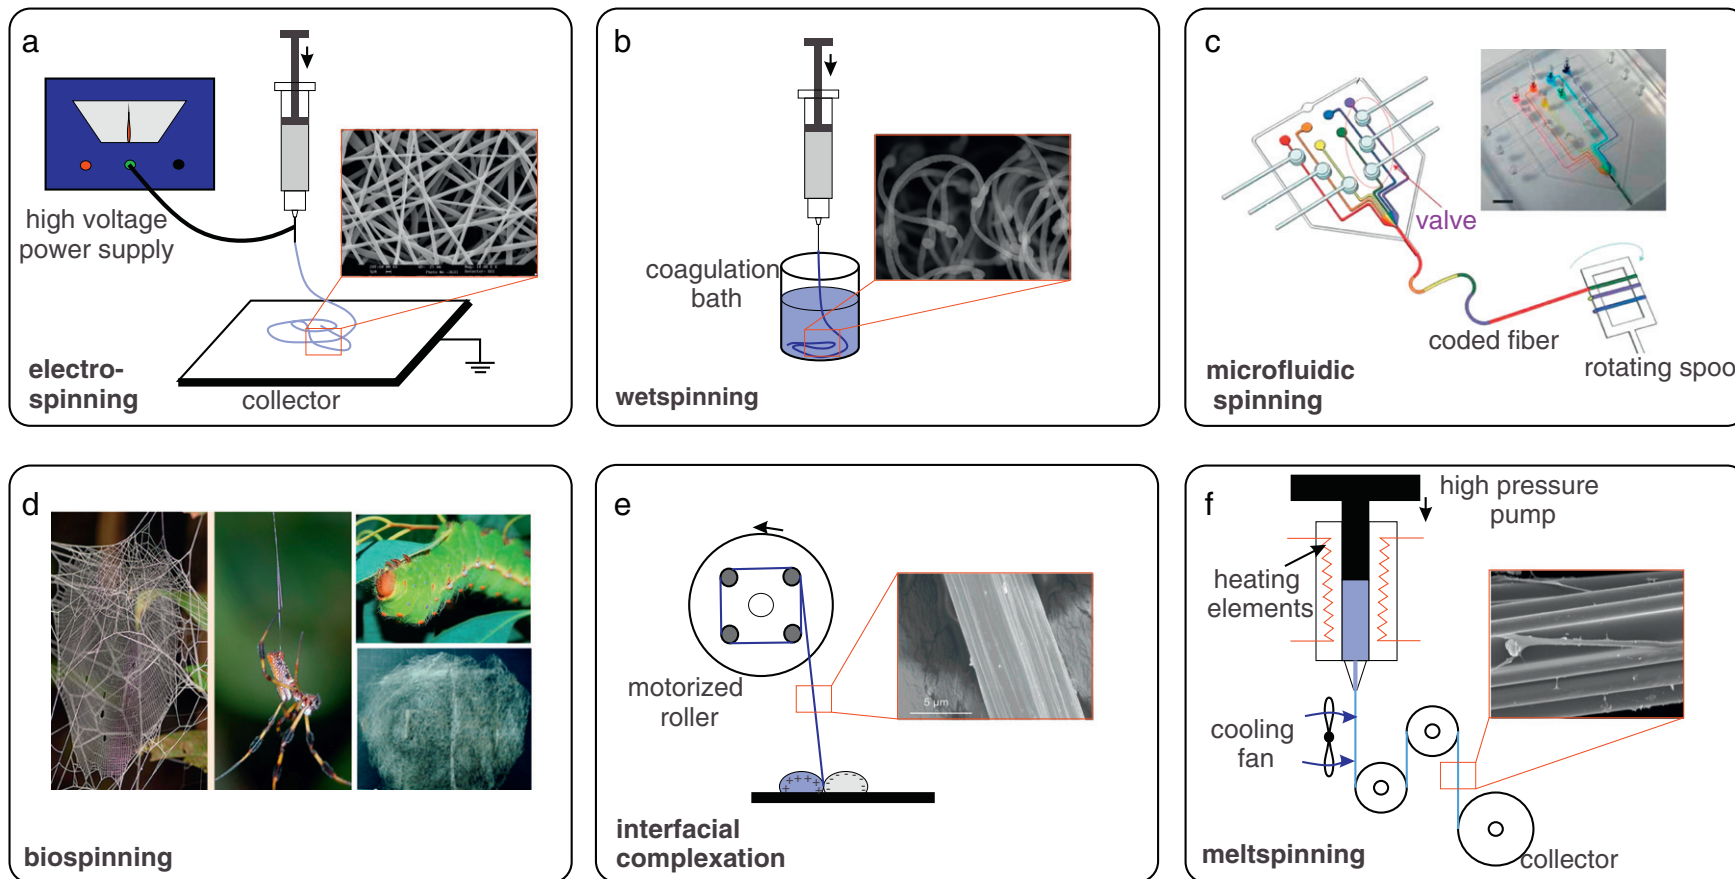 a
high voltage
power supply
collector
electro-
spinning
b
coagulation
bath
wetspinning
c
valve
coded fiber
rotating spoo
microfluidic
spinning
d
biospinning
e
motorized
roller
5 μm
interfacial
complexation
f
high pressure
pump
heating
elements
cooling
fan
collector
meltspinning